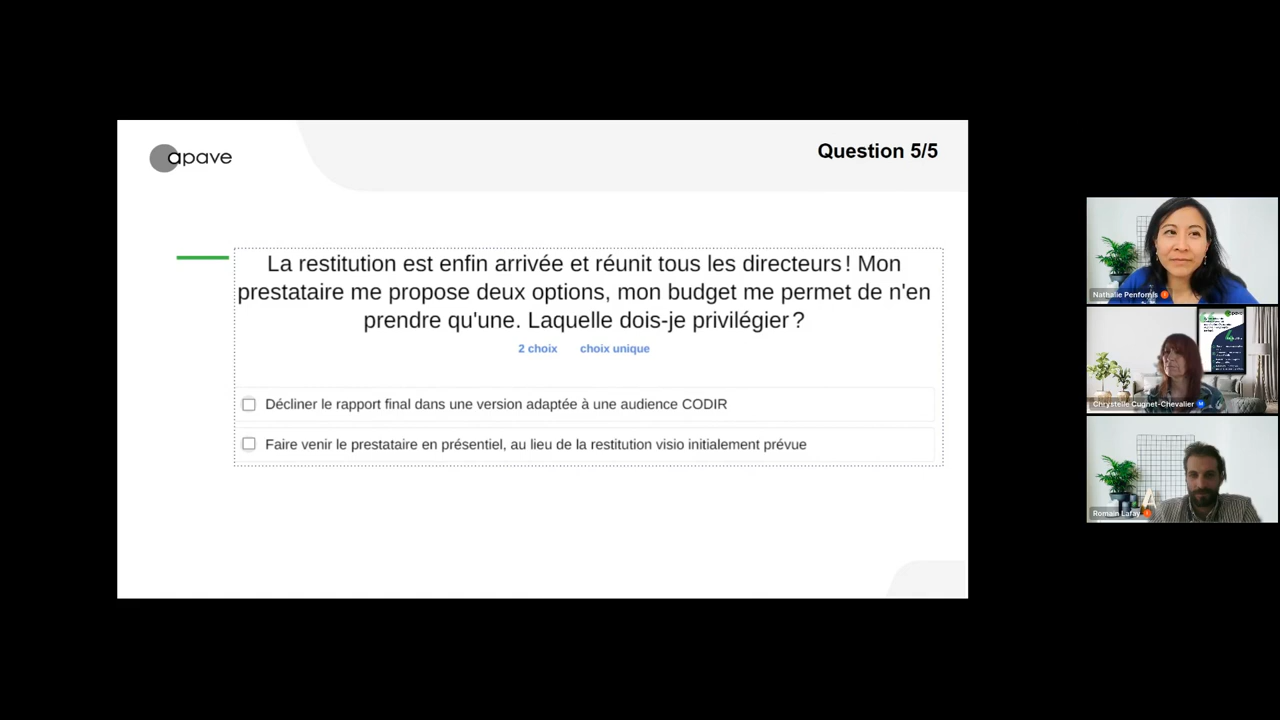 apave
Question 5/5
La restitution est enfin arrivée et réunit tous les directeurs ! Mon
prestataire me propose deux options, mon budget me permet de n'en
prendre qu'une. Laquelle dois-je privilégier ?
2 choix choix unique
Décliner le rapport final dans une version adaptée à une audience CODIR
Faire venir le prestataire en présentiel, au lieu de la restitution visio initialement prévue
Nathalie Penfornis
Chrystelle Cugnet-Chevalier
Romain Lafay